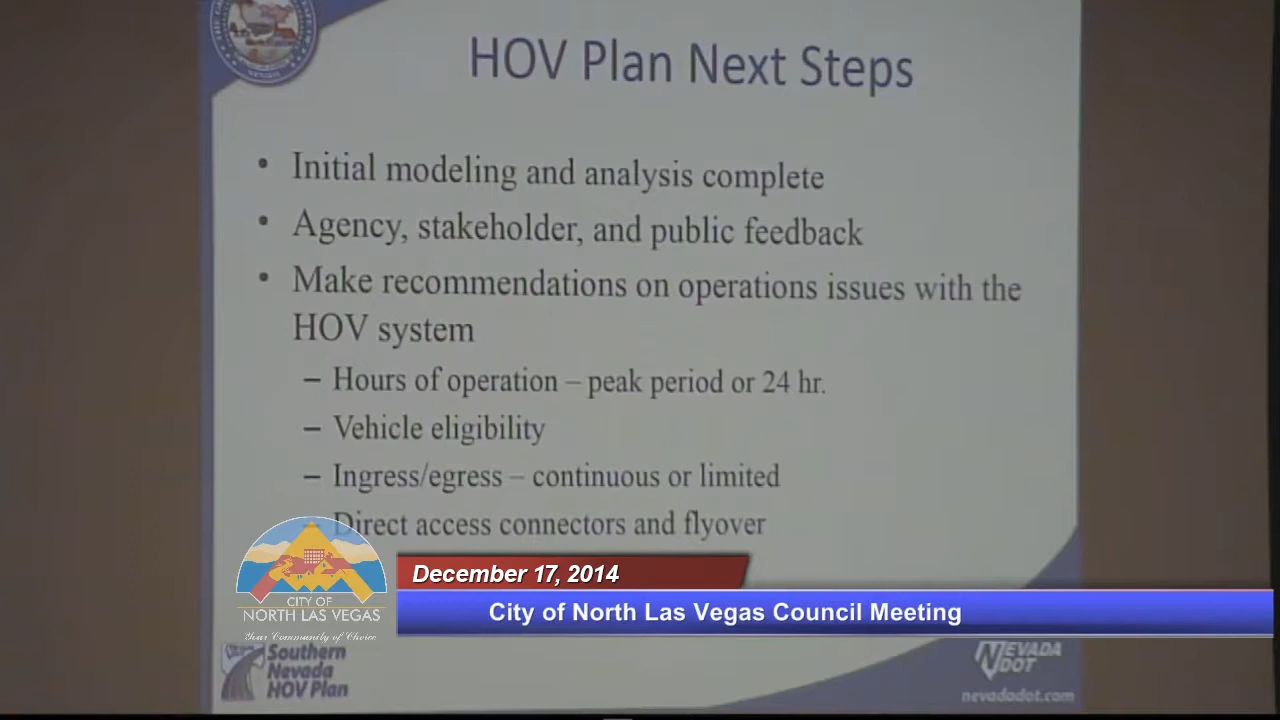 HOV Plan Next Steps
• Initial modeling and analysis complete
• Agency, stakeholder, and public feedback
• Make recommendations on operations issues with the
HOV system
– Hours of operation – peak period or 24 hr.
– Vehicle eligibility
– Ingress/egress – continuous or limited
– Direct access connectors and flyover
December 17, 2014
City of North Las Vegas Council Meeting
CITY OF
NORTH LAS VEGAS
Your Community of Choice
Southern
Nevada
HOV Plan
NEVADA
DOT
nevadadot.com